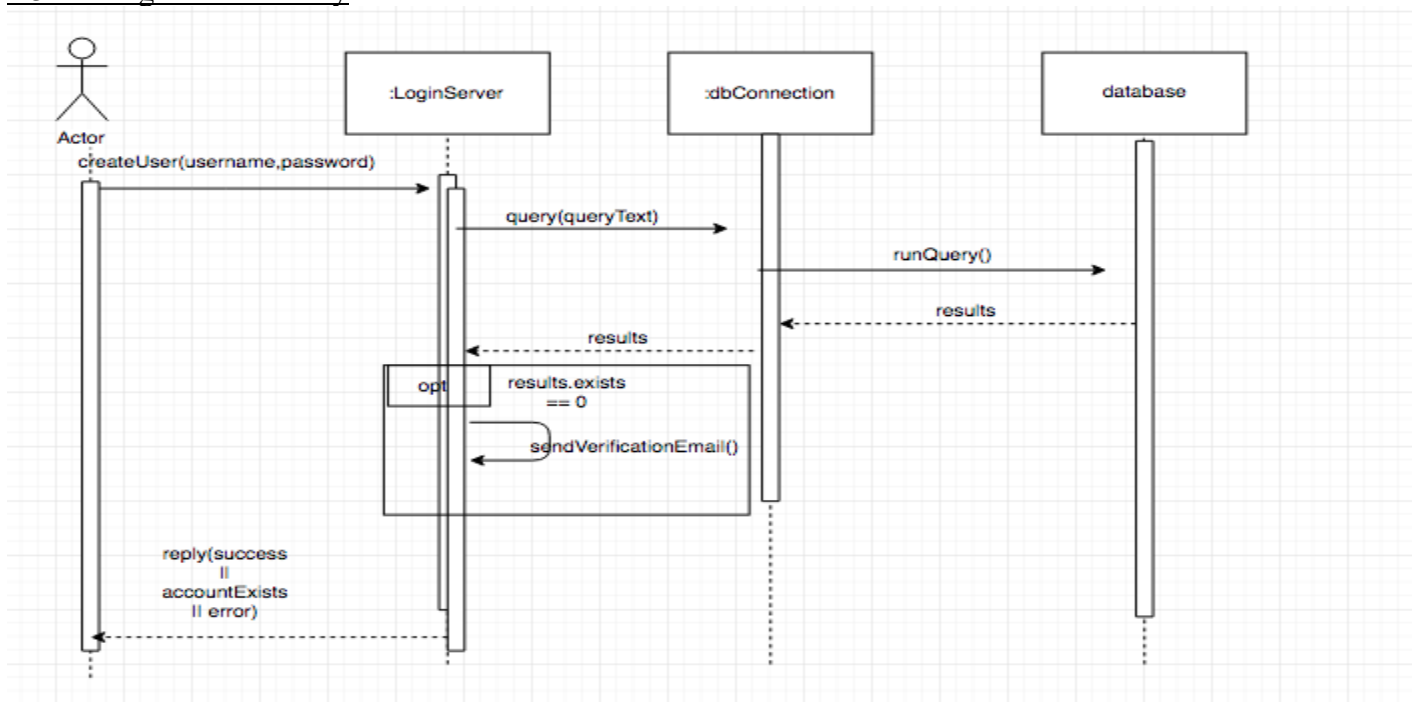 :LoginServer
:dbConnection
database
Actor
createUser(username,password)
query(queryText)
runQuery()
results
results
opt
results.exists
== 0
sendVerificationEmail()
reply(success
||
accountExists
|| error)